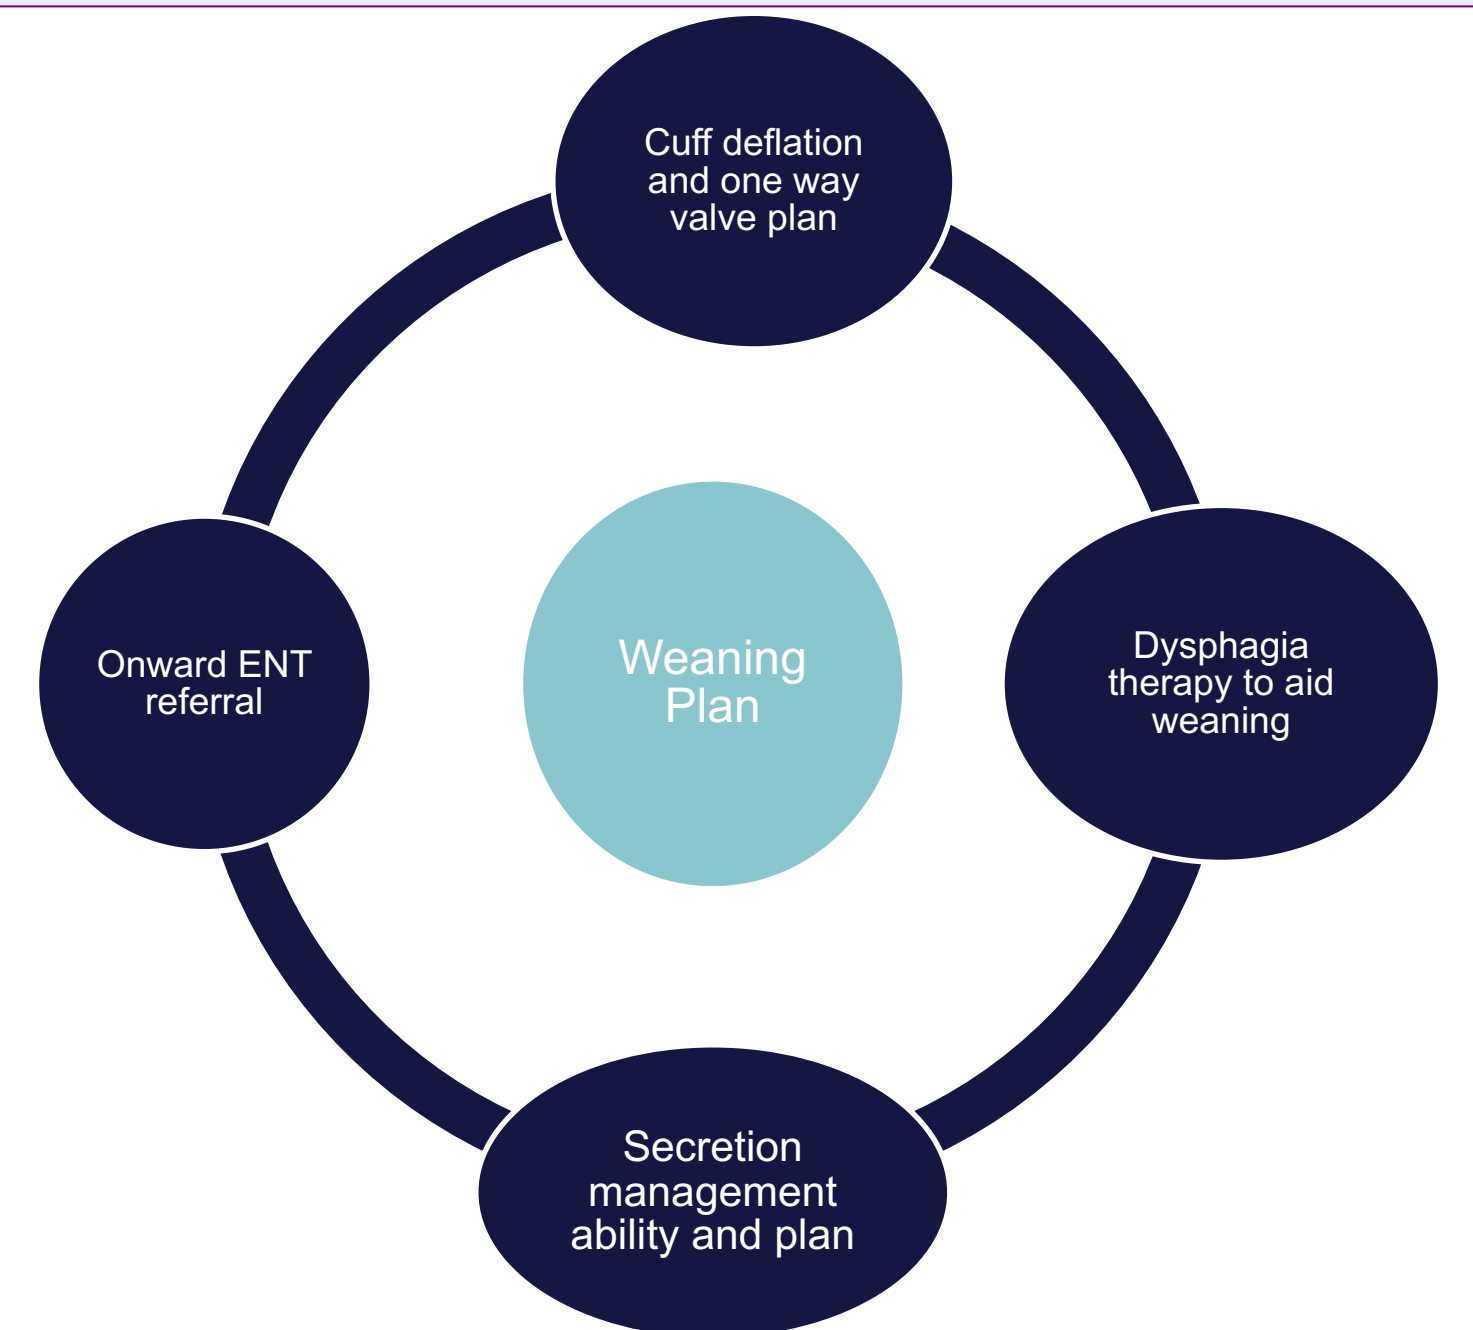 Cuff deflation
and one way
valve plan
Onward ENT
referral
Weaning
Plan
Dysphagia
therapy to aid
weaning
Secretion
management
ability and plan